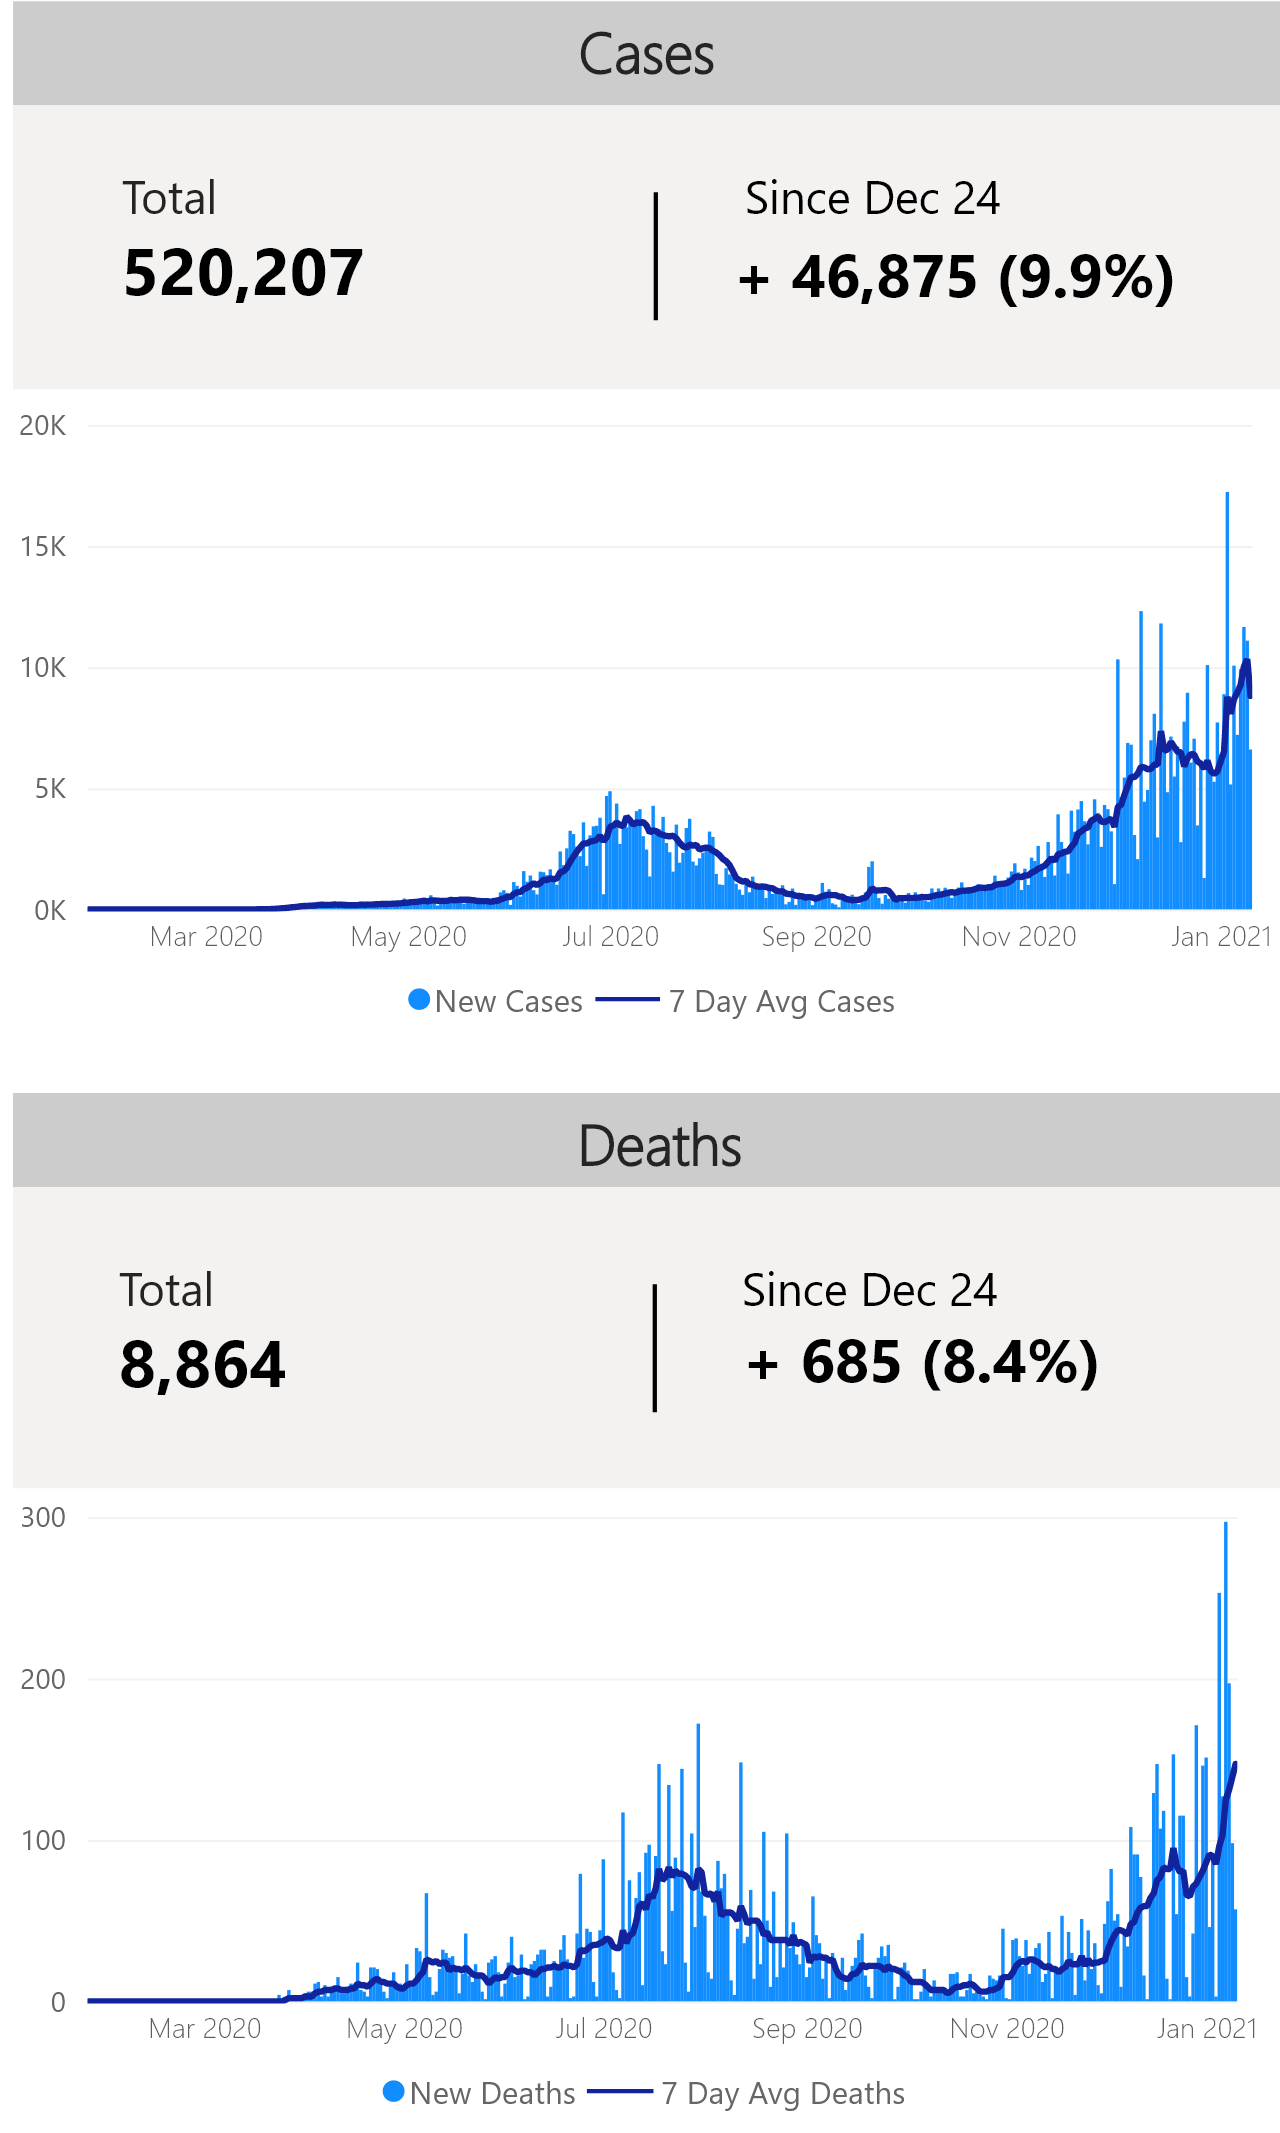 Cases
Total
Since Dec 24
520,207
+ 46,875 (9.9%)
20K
15K
10K
5K
0K
Mar 2020
May 2020
Jul 2020
Sep 2020
Nov 2020
Jan 2021
New Cases
7 Day Avg Cases
Deaths
Total
Since Dec 24
8,864
+ 685 (8.4%)
300
200
100
0
Mar 2020
May 2020
Jul 2020
Sep 2020
Nov 2020
Jan 2021
New Deaths
7 Day Avg Deaths